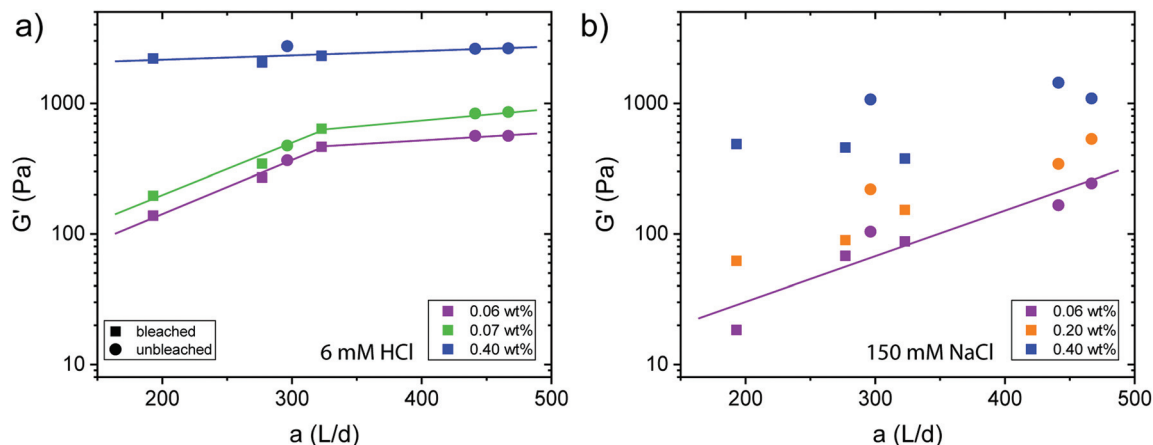 a)
G' (Pa)
1000
100
10
bleached
unbleached
6 mM HCl
0.06 wt%
0.07 wt%
0.40 wt%
200
300
400
500
a (L/d)
b)
G' (Pa)
1000
100
10
150 mM NaCl
0.06 wt%
0.20 wt%
0.40 wt%
200
300
400
500
a (L/d)